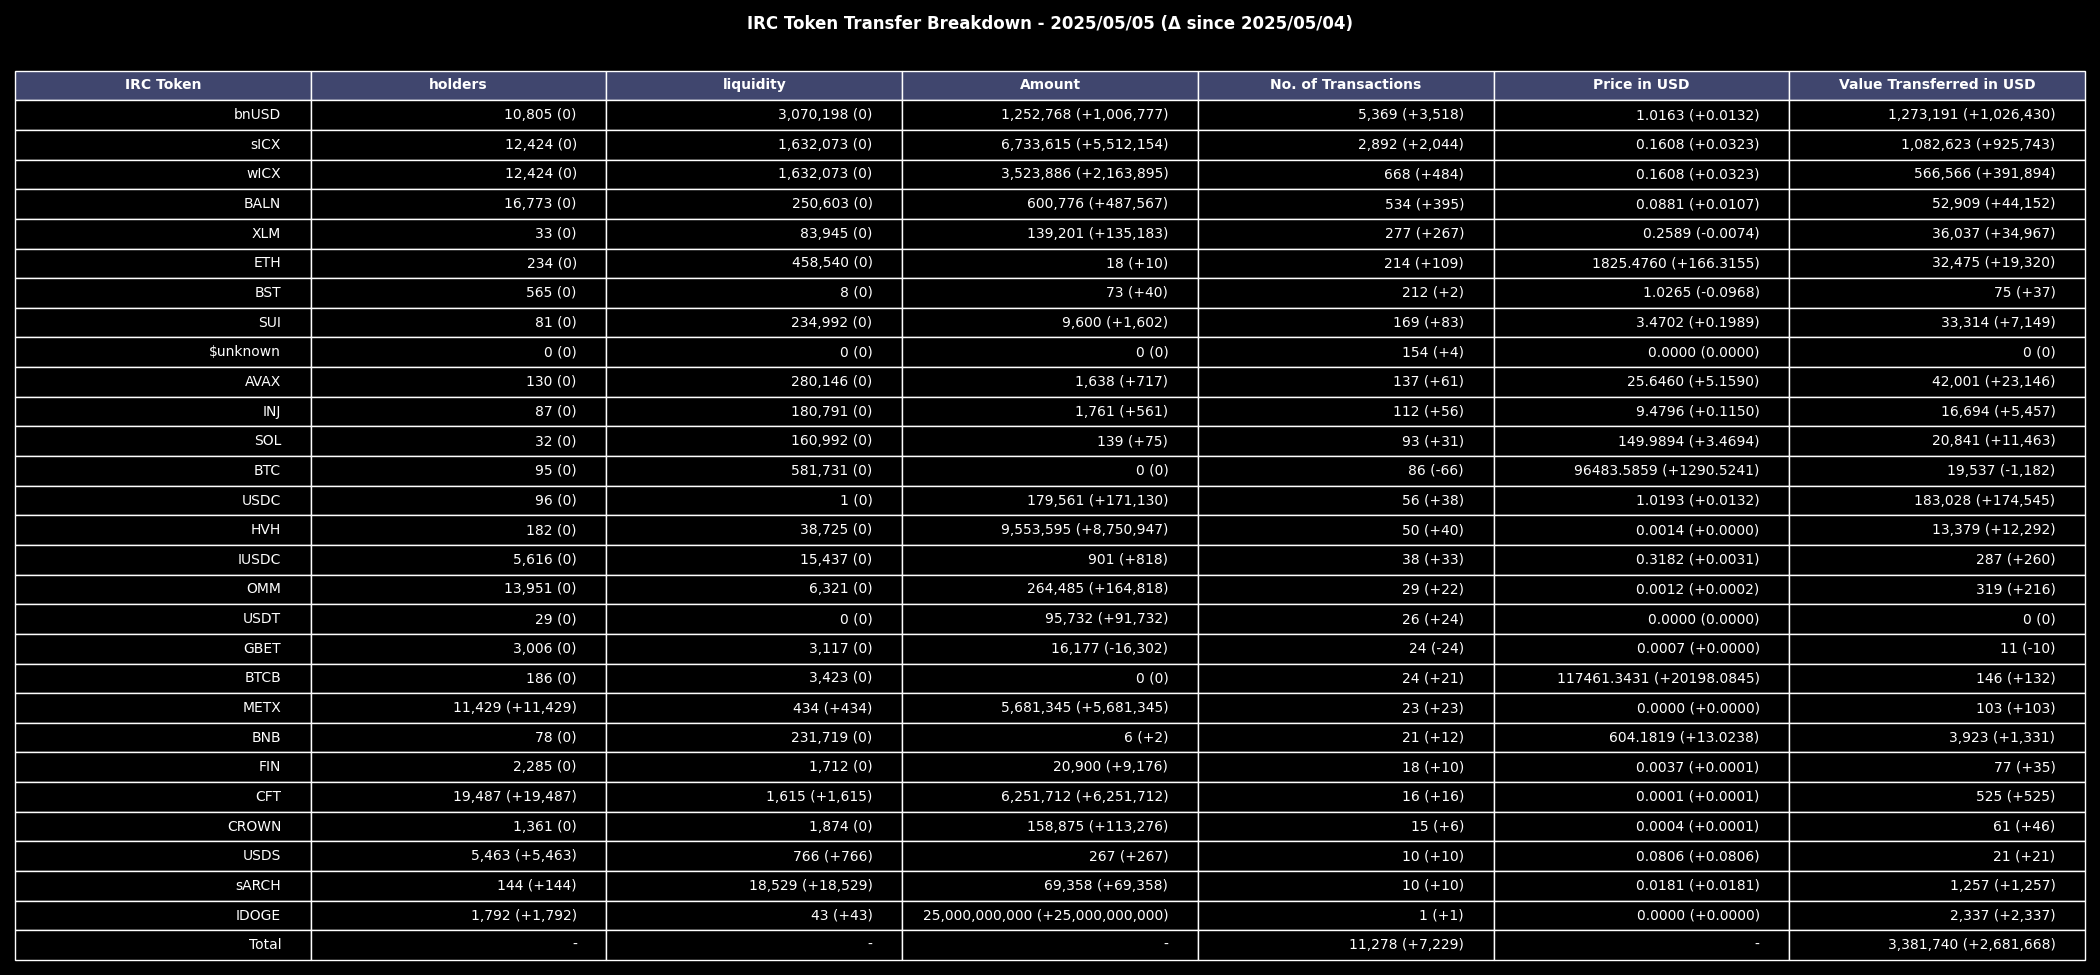 IRC Token Transfer Breakdown - 2025/05/05 (Δ since 2025/05/04)
IRC Token holders liquidity Amount No. of Transactions Price in USD Value Transferred in USD
bnUSD 10,805 (0) 3,070,198 (0) 1,252,768 (+1,006,777) 5,369 (+3,518) 1.0163 (+0.0132) 1,273,191 (+1,026,430)
sICX 12,424 (0) 1,632,073 (0) 6,733,615 (+5,512,154) 2,892 (+2,044) 0.1608 (+0.0323) 1,082,623 (+925,743)
wICX 12,424 (0) 1,632,073 (0) 3,523,886 (+2,163,895) 668 (+484) 0.1608 (+0.0323) 566,566 (+391,894)
BALN 16,773 (0) 250,603 (0) 600,776 (+487,567) 534 (+395) 0.0881 (+0.0107) 52,909 (+44,152)
XLM 33 (0) 83,945 (0) 139,201 (+135,183) 277 (+267) 0.2589 (-0.0074) 36,037 (+34,967)
ETH 234 (0) 458,540 (0) 18 (+10) 214 (+109) 1825.4760 (+166.3155) 32,475 (+19,320)
BST 565 (0) 8 (0) 73 (+40) 212 (+2) 1.0265 (-0.0968) 75 (+37)
SUI 81 (0) 234,992 (0) 9,600 (+1,602) 169 (+83) 3.4702 (+0.1989) 33,314 (+7,149)
$unknown 0 (0) 0 (0) 0 (0) 154 (+4) 0.0000 (0.0000) 0 (0)
AVAX 130 (0) 280,146 (0) 1,638 (+717) 137 (+61) 25.6460 (+5.1590) 42,001 (+23,146)
INJ 87 (0) 180,791 (0) 1,761 (+561) 112 (+56) 9.4796 (+0.1150) 16,694 (+5,457)
SOL 32 (0) 160,992 (0) 139 (+75) 93 (+31) 149.9894 (+3.4694) 20,841 (+11,463)
BTC 95 (0) 581,731 (0) 0 (0) 86 (-66) 96483.5859 (+1290.5241) 19,537 (-1,182)
USDC 96 (0) 1 (0) 179,561 (+171,130) 56 (+38) 1.0193 (+0.0132) 183,028 (+174,545)
HVH 182 (0) 38,725 (0) 9,553,595 (+8,750,947) 50 (+40) 0.0014 (+0.0000) 13,379 (+12,292)
IUSDC 5,616 (0) 15,437 (0) 901 (+818) 38 (+33) 0.3182 (+0.0031) 287 (+260)
OMM 13,951 (0) 6,321 (0) 264,485 (+164,818) 29 (+22) 0.0012 (+0.0002) 319 (+216)
USDT 29 (0) 0 (0) 95,732 (+91,732) 26 (+24) 0.0000 (0.0000) 0 (0)
GBET 3,006 (0) 3,117 (0) 16,177 (-16,302) 24 (-24) 0.0007 (+0.0000) 11 (-10)
BTCB 186 (0) 3,423 (0) 0 (0) 24 (+21) 117461.3431 (+20198.0845) 146 (+132)
METX 11,429 (+11,429) 434 (+434) 5,681,345 (+5,681,345) 23 (+23) 0.0000 (+0.0000) 103 (+103)
BNB 78 (0) 231,719 (0) 6 (+2) 21 (+12) 604.1819 (+13.0238) 3,923 (+1,331)
FIN 2,285 (0) 1,712 (0) 20,900 (+9,176) 18 (+10) 0.0037 (+0.0001) 77 (+35)
CFT 19,487 (+19,487) 1,615 (+1,615) 6,251,712 (+6,251,712) 16 (+16) 0.0001 (+0.0001) 525 (+525)
CROWN 1,361 (0) 1,874 (0) 158,875 (+113,276) 15 (+6) 0.0004 (+0.0001) 61 (+46)
USDS 5,463 (+5,463) 766 (+766) 267 (+267) 10 (+10) 0.0806 (+0.0806) 21 (+21)
sARCH 144 (+144) 18,529 (+18,529) 69,358 (+69,358) 10 (+10) 0.0181 (+0.0181) 1,257 (+1,257)
IDOGE 1,792 (+1,792) 43 (+43) 25,000,000,000 (+25,000,000,000) 1 (+1) 0.0000 (+0.0000) 2,337 (+2,337)
Total - - - 11,278 (+7,229) - 3,381,740 (+2,681,668)